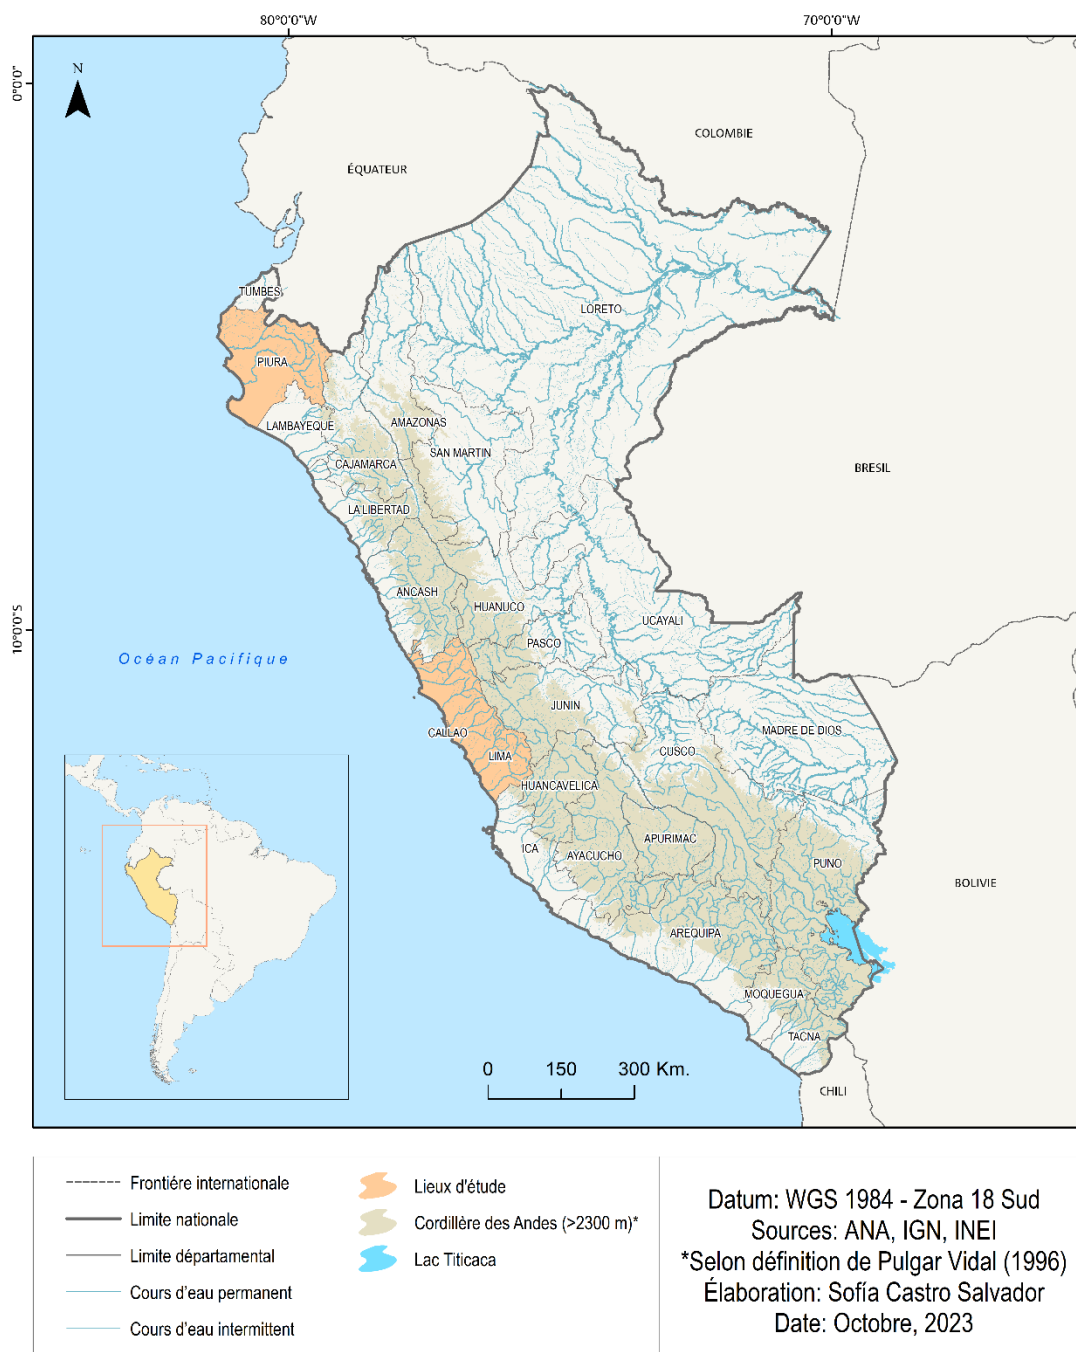 80°0'0"W
70°0'0"W
0°0'0"
N
COLOMBIE
ÉQUATEUR
TUMBES
LORETO
PIURA
LAMBAYEQUE
AMAZONAS
SAN MARTIN
CAJAMARCA
BRESIL
LA LIBERTAD
ANCASH
HUANUCO
UCAYALI
10°0'0"S
PASCO
Océan Pacifique
JUNIN
CALLAO
MADRE DE DIOS
LIMA
CUSCO
HUANCAVELICA
APURIMAC
ICA
AYACUCHO
PUNO
BOLIVIE
AREQUIPA
MOQUEGUA
TACNA
0 150 300 Km.
CHILI
Frontiére internationale
Limite nationale
Limite départamental
Cours d'eau permanent
Cours d'eau intermittent
Lieux d'étude
Cordillère des Andes (>2300 m)*
Lac Titicaca
Datum: WGS 1984 - Zona 18 Sud
Sources: ANA, IGN, INEI
*Selon définition de Pulgar Vidal (1996)
Élaboration: Sofía Castro Salvador
Date: Octobre, 2023